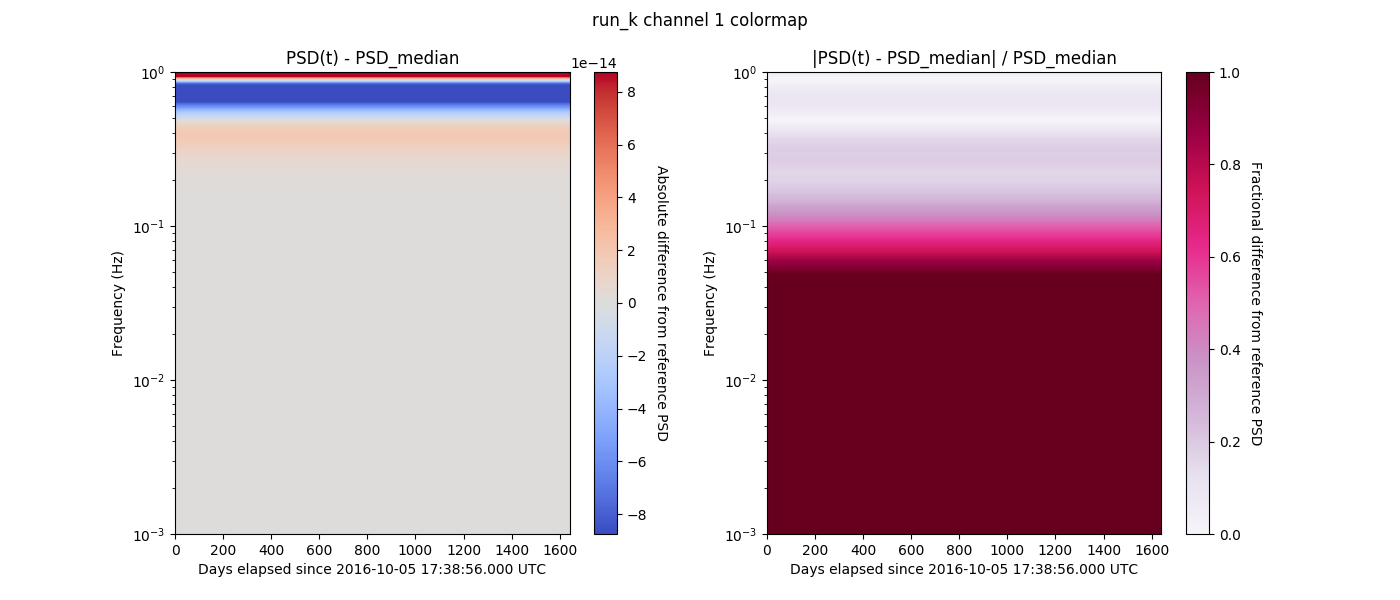 run_k channel 1 colormap
PSD(t) - PSD_median
1e−14
10⁰
10⁻¹
10⁻²
10⁻³
Frequency (Hz)
0 200 400 600 800 1000 1200 1400 1600
Days elapsed since 2016-10-05 17:38:56.000 UTC
8
6
4
2
0
−2
−4
−6
−8
Absolute difference from reference PSD
|PSD(t) - PSD_median| / PSD_median
10⁰
10⁻¹
10⁻²
10⁻³
Frequency (Hz)
0 200 400 600 800 1000 1200 1400 1600
Days elapsed since 2016-10-05 17:38:56.000 UTC
1.0
0.8
0.6
0.4
0.2
0.0
Fractional difference from reference PSD